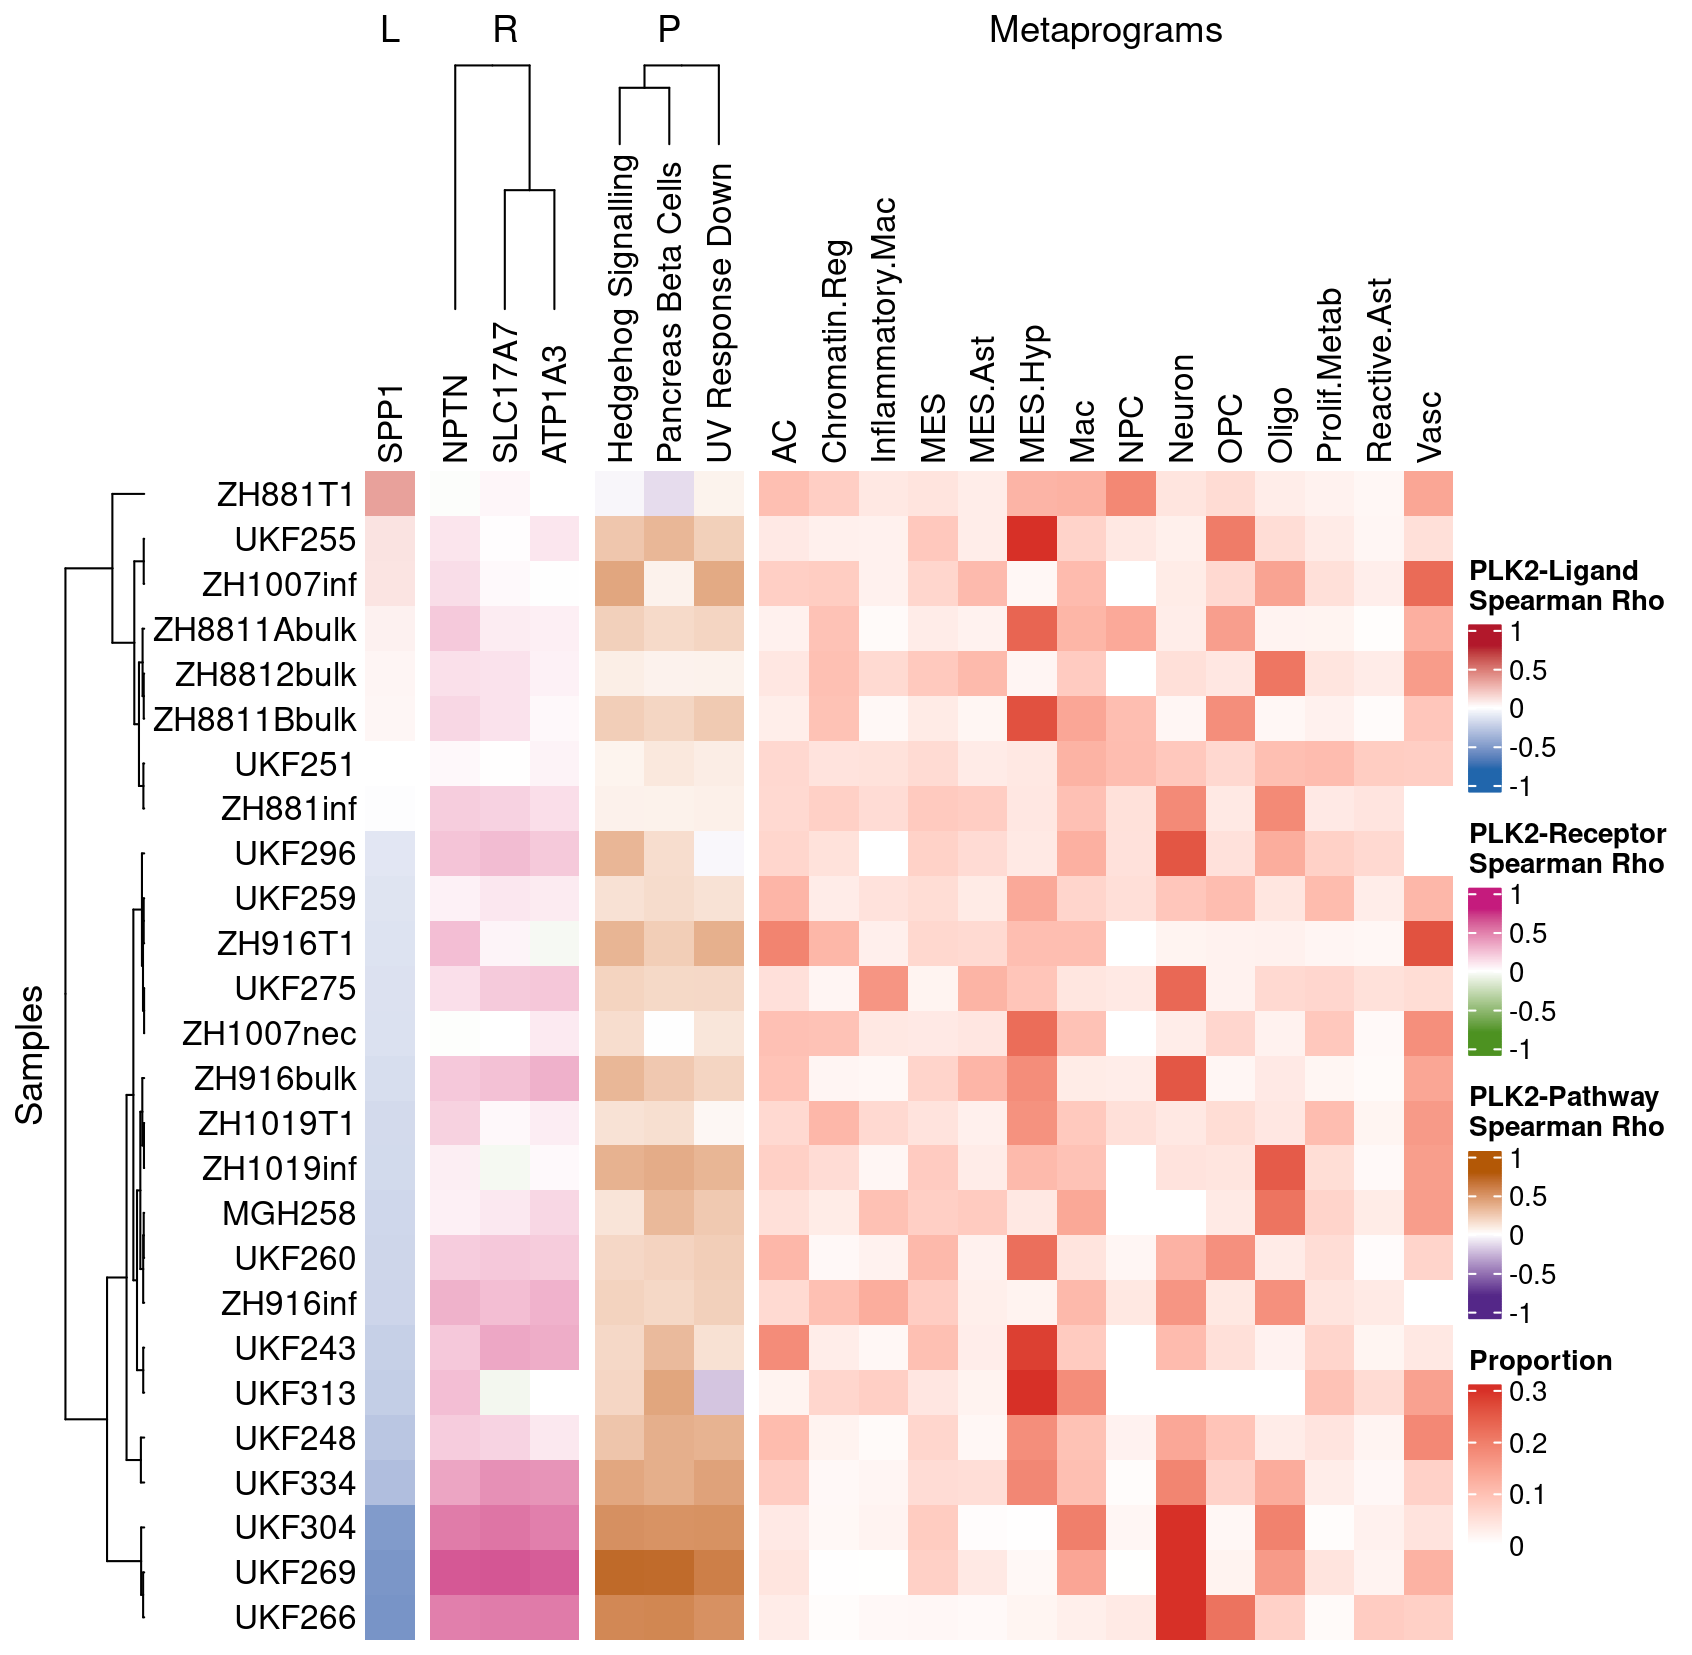 L R P Metaprograms
SPP1
NPTN
SLC17A7
ATP1A3
Hedgehog Signalling
Pancreas Beta Cells
UV Response Down
AC
Chromatin.Reg
Inflammatory.Mac
MES
MES.Ast
MES.Hyp
Mac
NPC
Neuron
OPC
Oligo
Prolif.Metab
Reactive.Ast
Vasc
Samples
ZH881T1
UKF255
ZH1007inf
ZH8811Abulk
ZH8812bulk
ZH8811Bbulk
UKF251
ZH881inf
UKF296
UKF259
ZH916T1
UKF275
ZH1007nec
ZH916bulk
ZH1019T1
ZH1019inf
MGH258
UKF260
ZH916inf
UKF243
UKF313
UKF248
UKF334
UKF304
UKF269
UKF266
PLK2-Ligand
Spearman Rho
1
0.5
0
-0.5
-1
PLK2-Receptor
Spearman Rho
1
0.5
0
-0.5
-1
PLK2-Pathway
Spearman Rho
1
0.5
0
-0.5
-1
Proportion
0.3
0.2
0.1
0